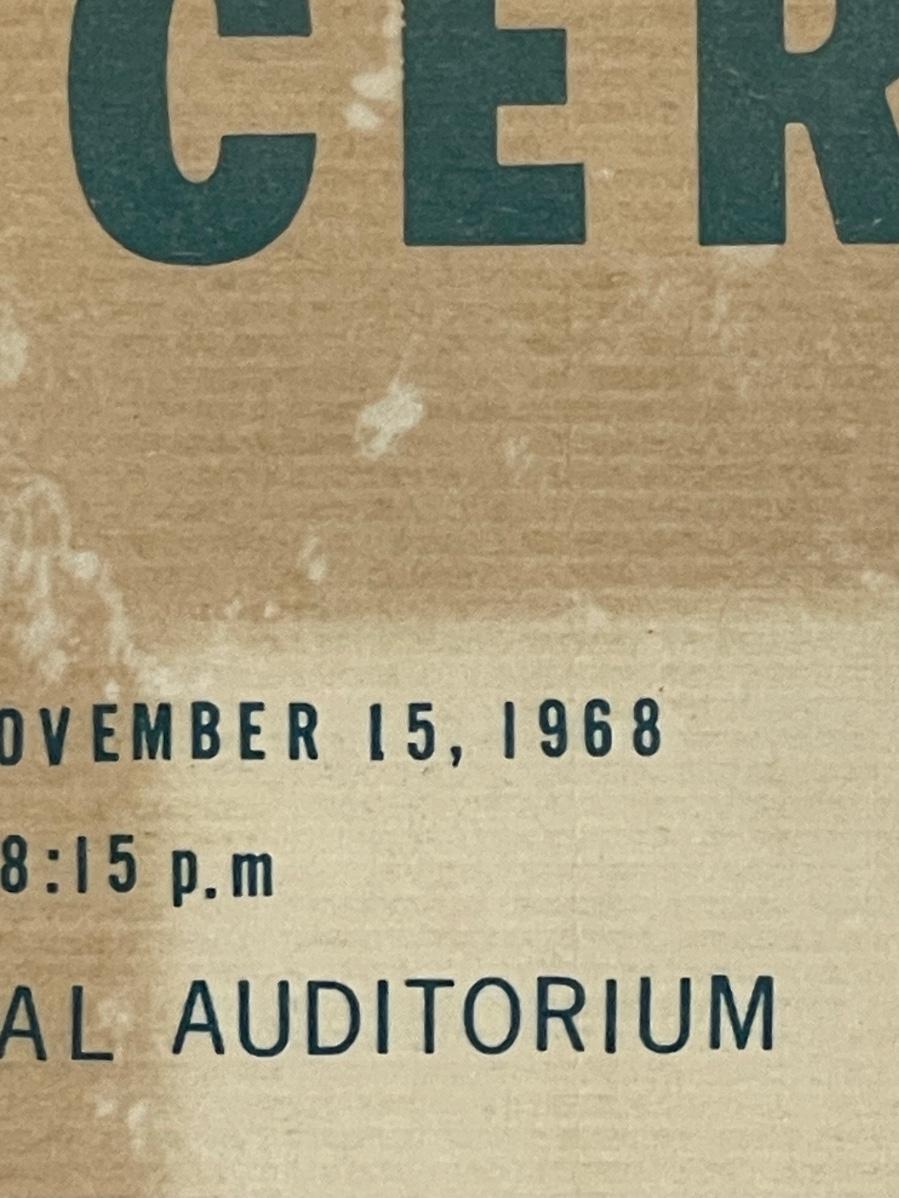 CER
OVEMBER 15, 1968
8:15 p.m
AL AUDITORIUM